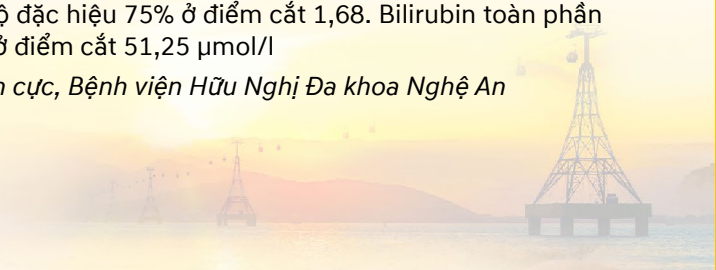 đặc hiệu 75% ở điểm cắt 1,68. Bilirubin toàn phần
ở điểm cắt 51,25 µmol/l
cực, Bệnh viện Hữu Nghị Đa khoa Nghệ An